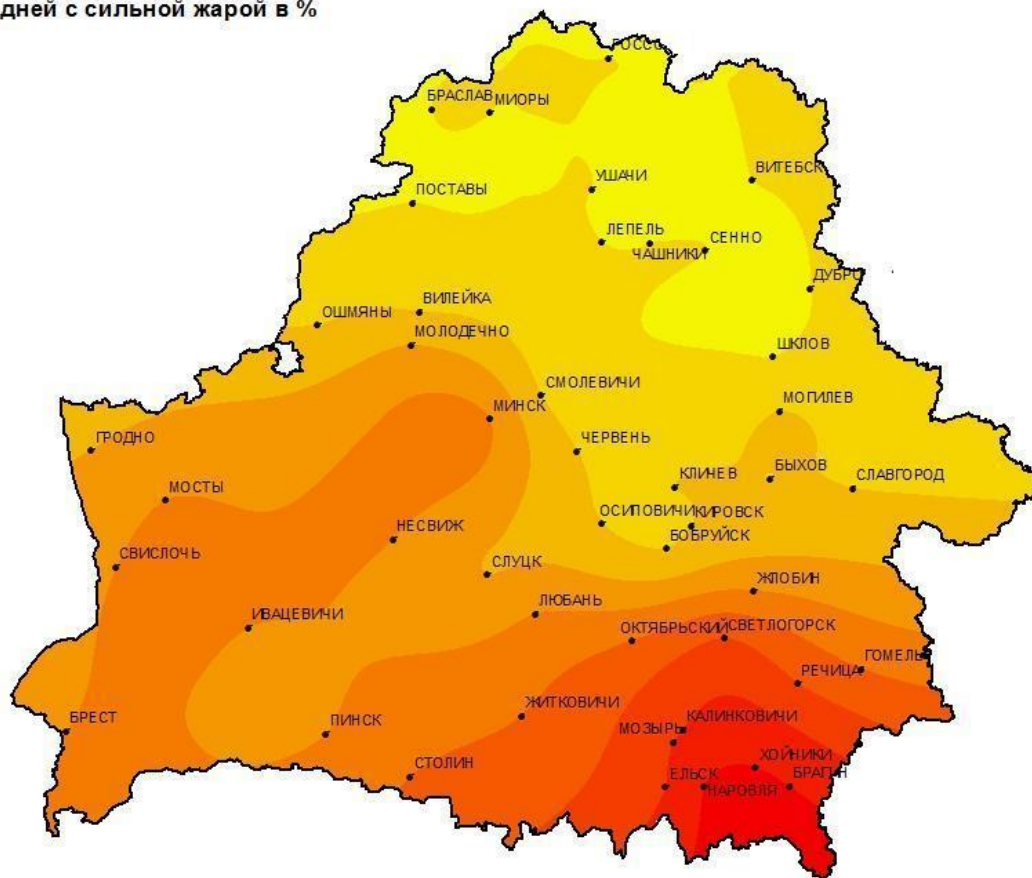 дней с сильной жарой в %
БРАСЛАВ
МИОРЫ
УШАЧИ
ВИТЕБСК
ПОСТАВЫ
ЛЕПЕЛЬ
СЕННО
ЧАШНИКИ
ВИЛЕЙКА
ОШМЯНЫ
МОЛОДЕЧНО
ШКЛОВ
СМОЛЕВИЧИ
МИНСК
МОГИЛЕВ
ГРОДНО
ЧЕРВЕНЬ
БЫХОВ
КЛИЧЕВ
СЛАВГОРОД
МОСТЫ
ОСИПОВИЧИ
КИРОВСК
НЕСВИЖ
БОБРУЙСК
СВИСЛОЧЬ
СЛУЦК
ЖЛОБИН
ЛЮБАНЬ
ИВАЦЕВИЧИ
ОКТЯБРЬСКИЙ
СВЕТЛОГОРСК
ГОМЕЛЬ
РЕЧИЦА
ЖИТКОВИЧИ
БРЕСТ
ПИНСК
КАЛИНКОВИЧИ
МОЗЫРЬ
ХОЙНИКИ
СТОЛИН
ЕЛЬСК
БРАГИН
НАРОВЛЯ